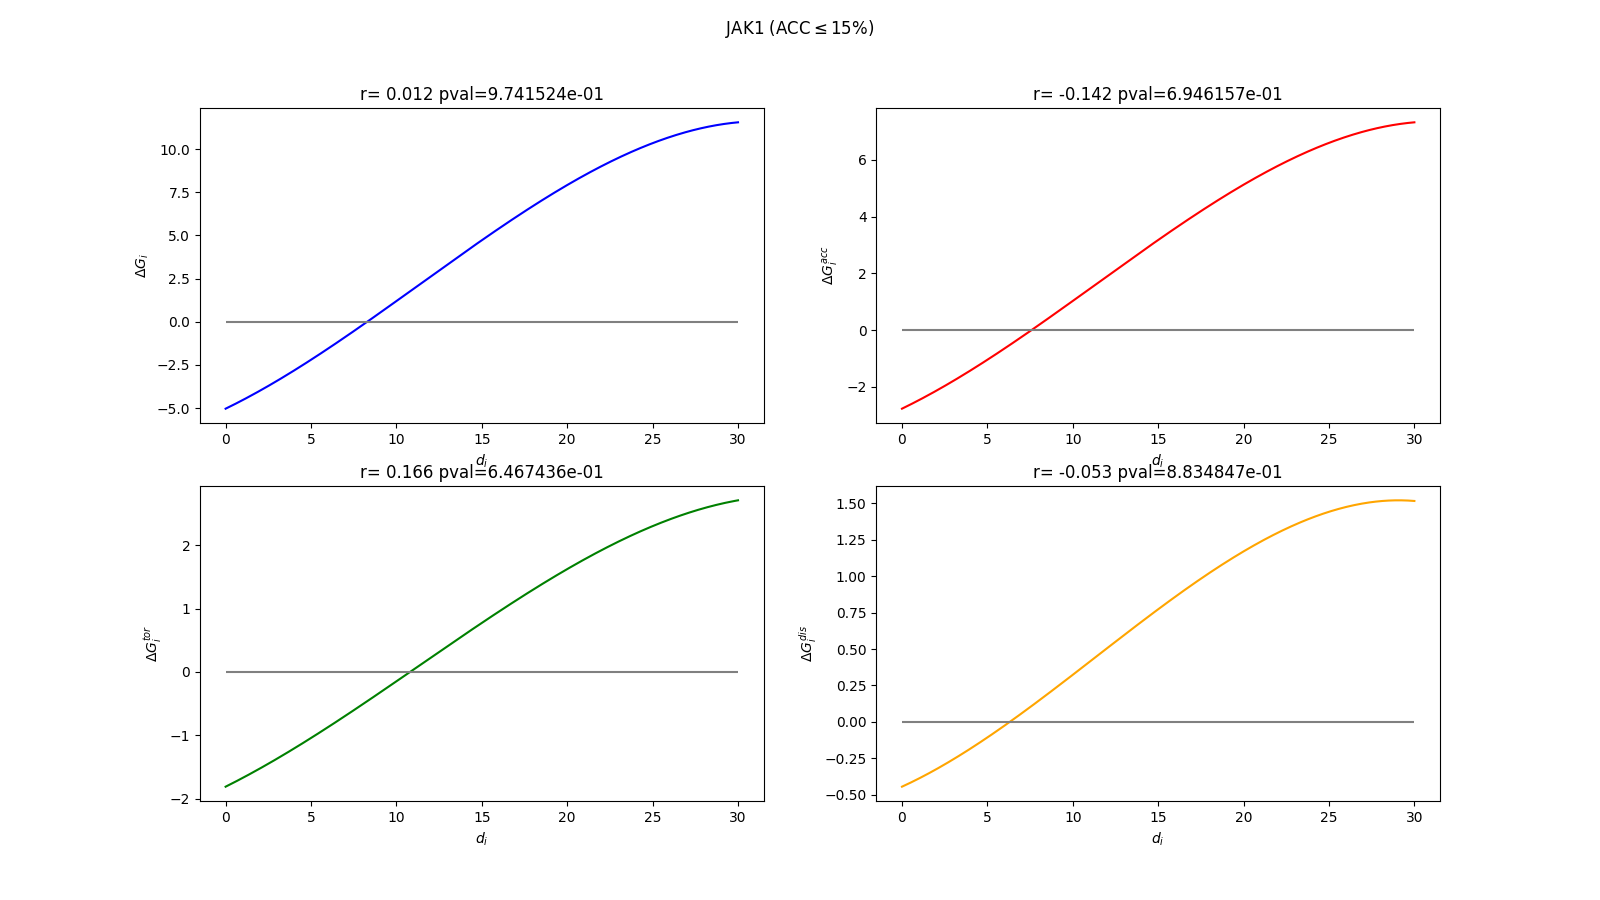 JAK1 (ACC ≤ 15%)
r= 0.012 pval=9.741524e-01
10.0
7.5
5.0
2.5
0.0
−2.5
−5.0
ΔG_i
0 5 10 15 20 25 30
d_i
r= -0.142 pval=6.946157e-01
6
4
2
0
−2
ΔG_i^acc
0 5 10 15 20 25 30
d_i
r= 0.166 pval=6.467436e-01
2
1
0
−1
−2
ΔG_i^tor
0 5 10 15 20 25 30
d_i
r= -0.053 pval=8.834847e-01
1.50
1.25
1.00
0.75
0.50
0.25
0.00
−0.25
−0.50
ΔG_i^dis
0 5 10 15 20 25 30
d_i